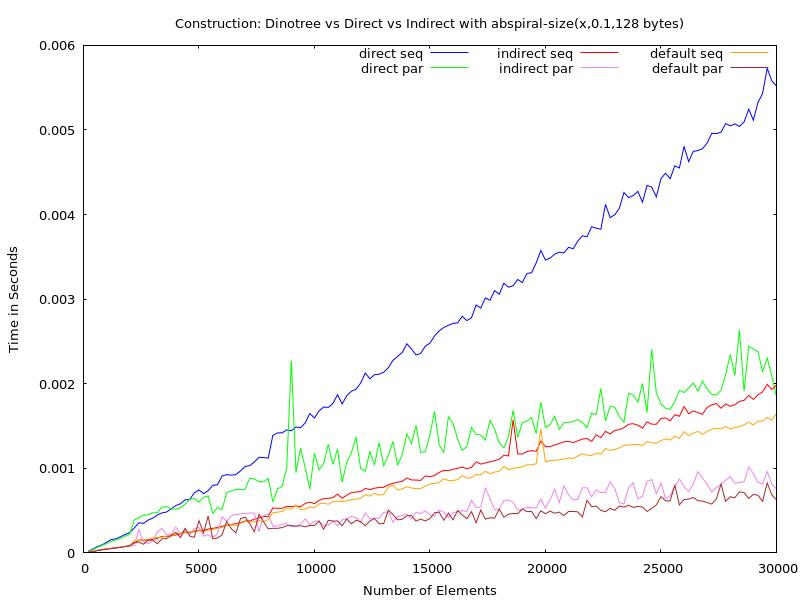 Construction: Dinotree vs Direct vs Indirect with abspiral-size(x,0.1,128 bytes)
0.006
direct seq indirect seq default seq
direct par indirect par default par
0.005
0.004
0.003
0.002
0.001
0
Time in Seconds
0 5000 10000 15000 20000 25000 30000
Number of Elements